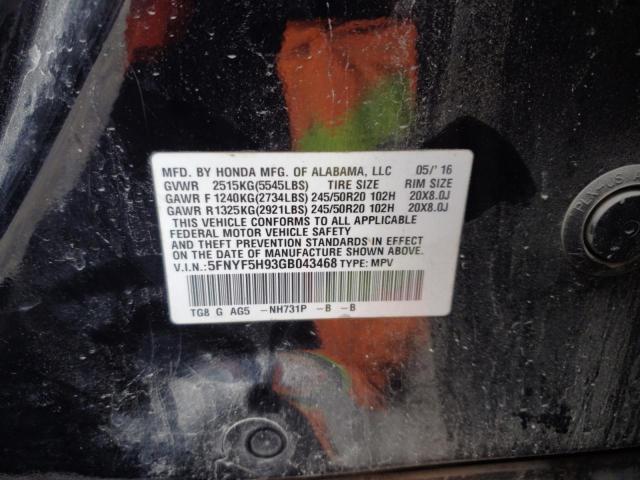 MFD. BY HONDA MFG. OF ALABAMA, LLC 05/' 16
GVWR 2515KG(5545LBS) TIRE SIZE RIM SIZE
GAWR F 1240KG(2734LBS) 245/50R20 102H 20X8.0J
GAWR R1325KG(2921LBS) 245/50R20 102H 20X8.0J
THIS VEHICLE CONFORMS TO ALL APPLICABLE
FEDERAL MOTOR VEHICLE SAFETY
AND THEFT PREVENTION STANDARDS IN EFFECT
ON THE DATE OF MANUFACTURE SHOWN ABOVE.
V.I.N.: 5FNYF5H93GB043468 TYPE: MPV
TG8 G AG5 -NH731P -B -B